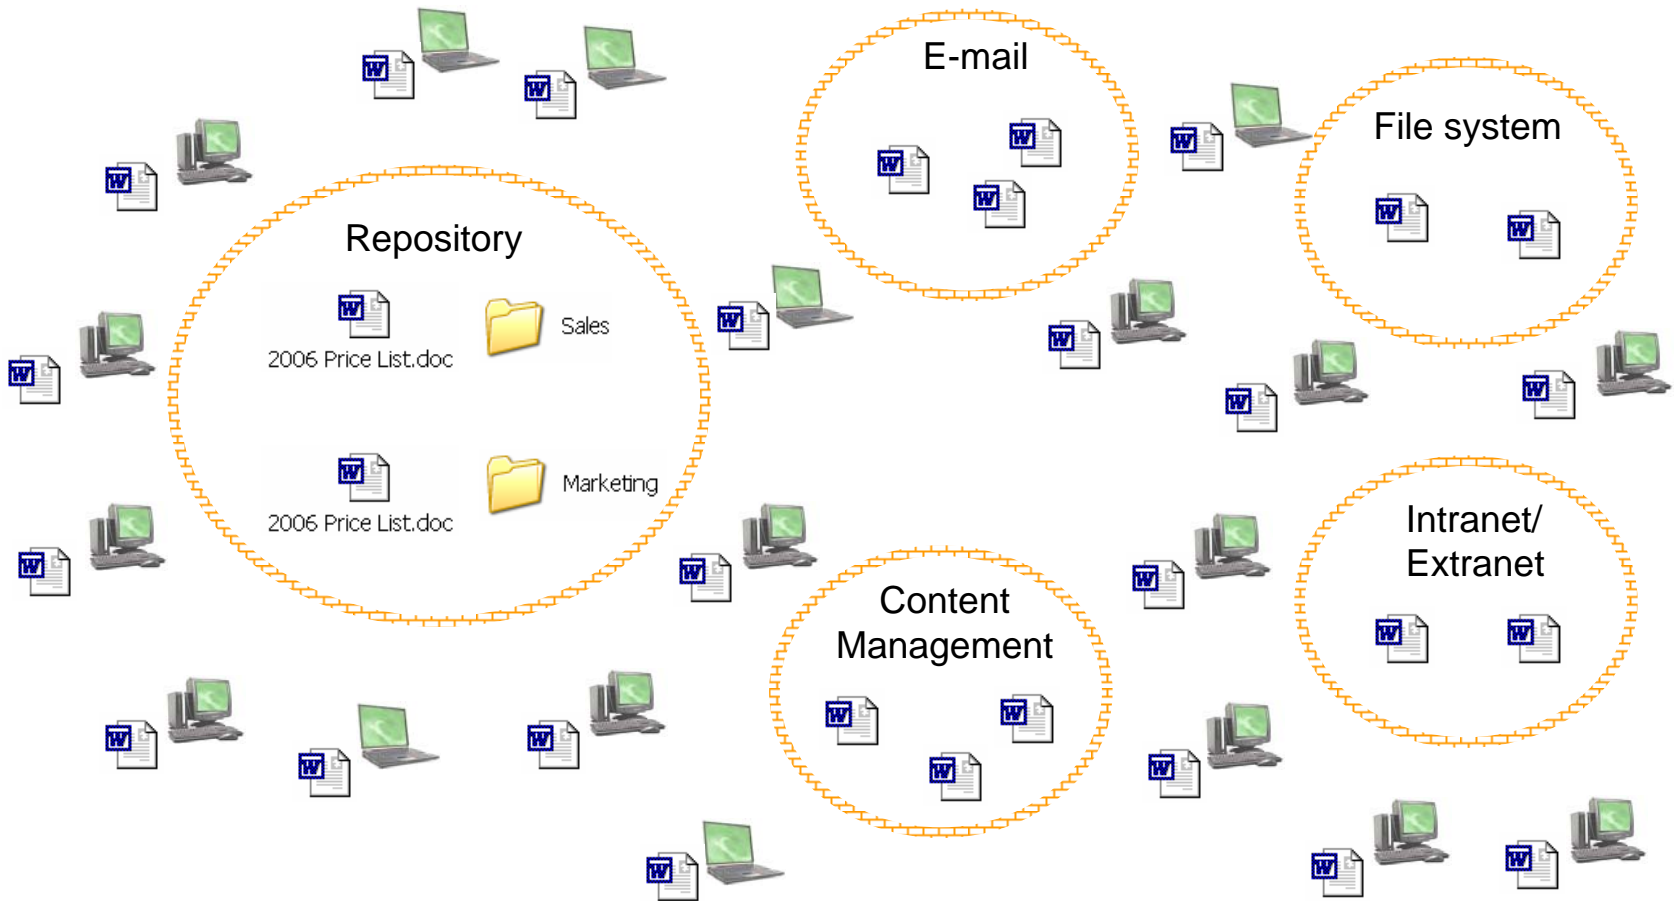 E-mail
File system
Repository
Sales
2006 Price List.doc
Marketing
2006 Price List.doc
Intranet/
Extranet
Content
Management